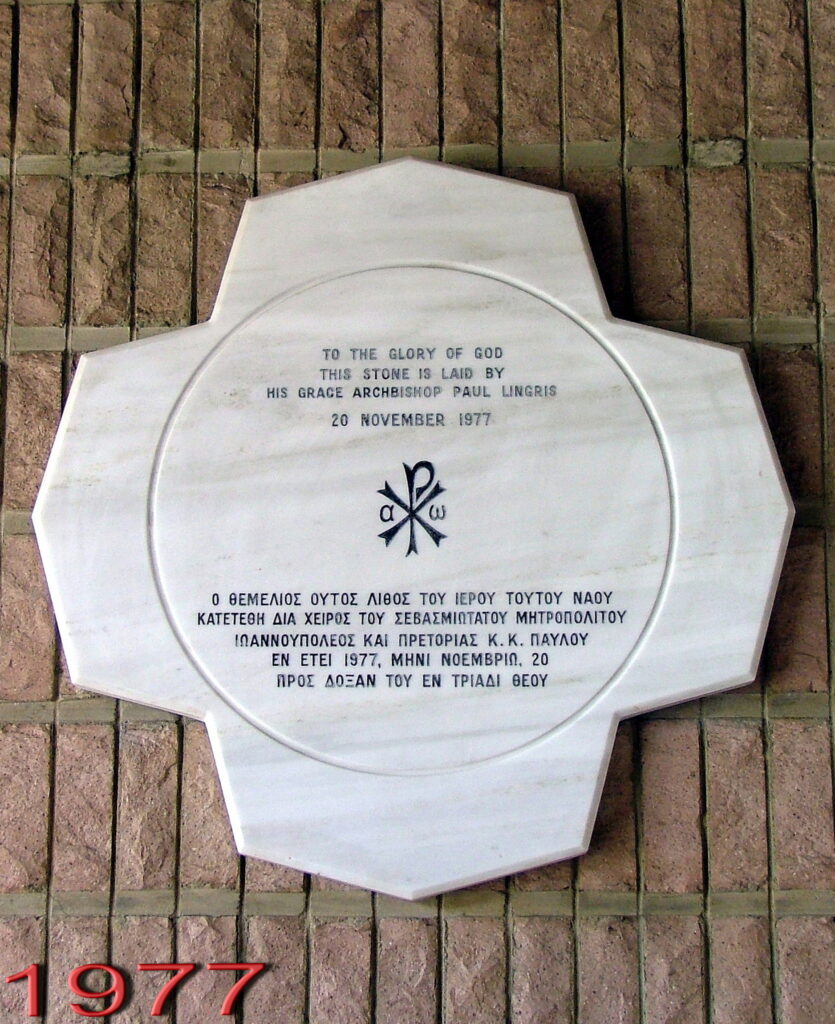 TO THE GLORY OF GOD
THIS STONE IS LAID BY
HIS GRACE ARCHBISHOP PAUL LINGRIS
20 NOVEMBER 1977
α ω
Ο ΘΕΜΕΛΙΟΣ ΟΥΤΟΣ ΛΙΘΟΣ ΤΟΥ ΙΕΡΟΥ ΤΟΥΤΟΥ ΝΑΟΥ
ΚΑΤΕΤΕΘΗ ΔΙΑ ΧΕΙΡΟΣ ΤΟΥ ΣΕΒΑΣΜΙΩΤΑΤΟΥ ΜΗΤΡΟΠΟΛΙΤΟΥ
ΙΩΑΝΝΟΥΠΟΛΕΟΣ ΚΑΙ ΠΡΕΤΟΡΙΑΣ Κ.Κ. ΠΑΥΛΟΥ
ΕΝ ΕΤΕΙ 1977, ΜΗΝΙ ΝΟΕΜΒΡΙΩ, 20
ΠΡΟΣ ΔΟΞΑΝ ΤΟΥ ΕΝ ΤΡΙΑΔΙ ΘΕΟΥ
1977